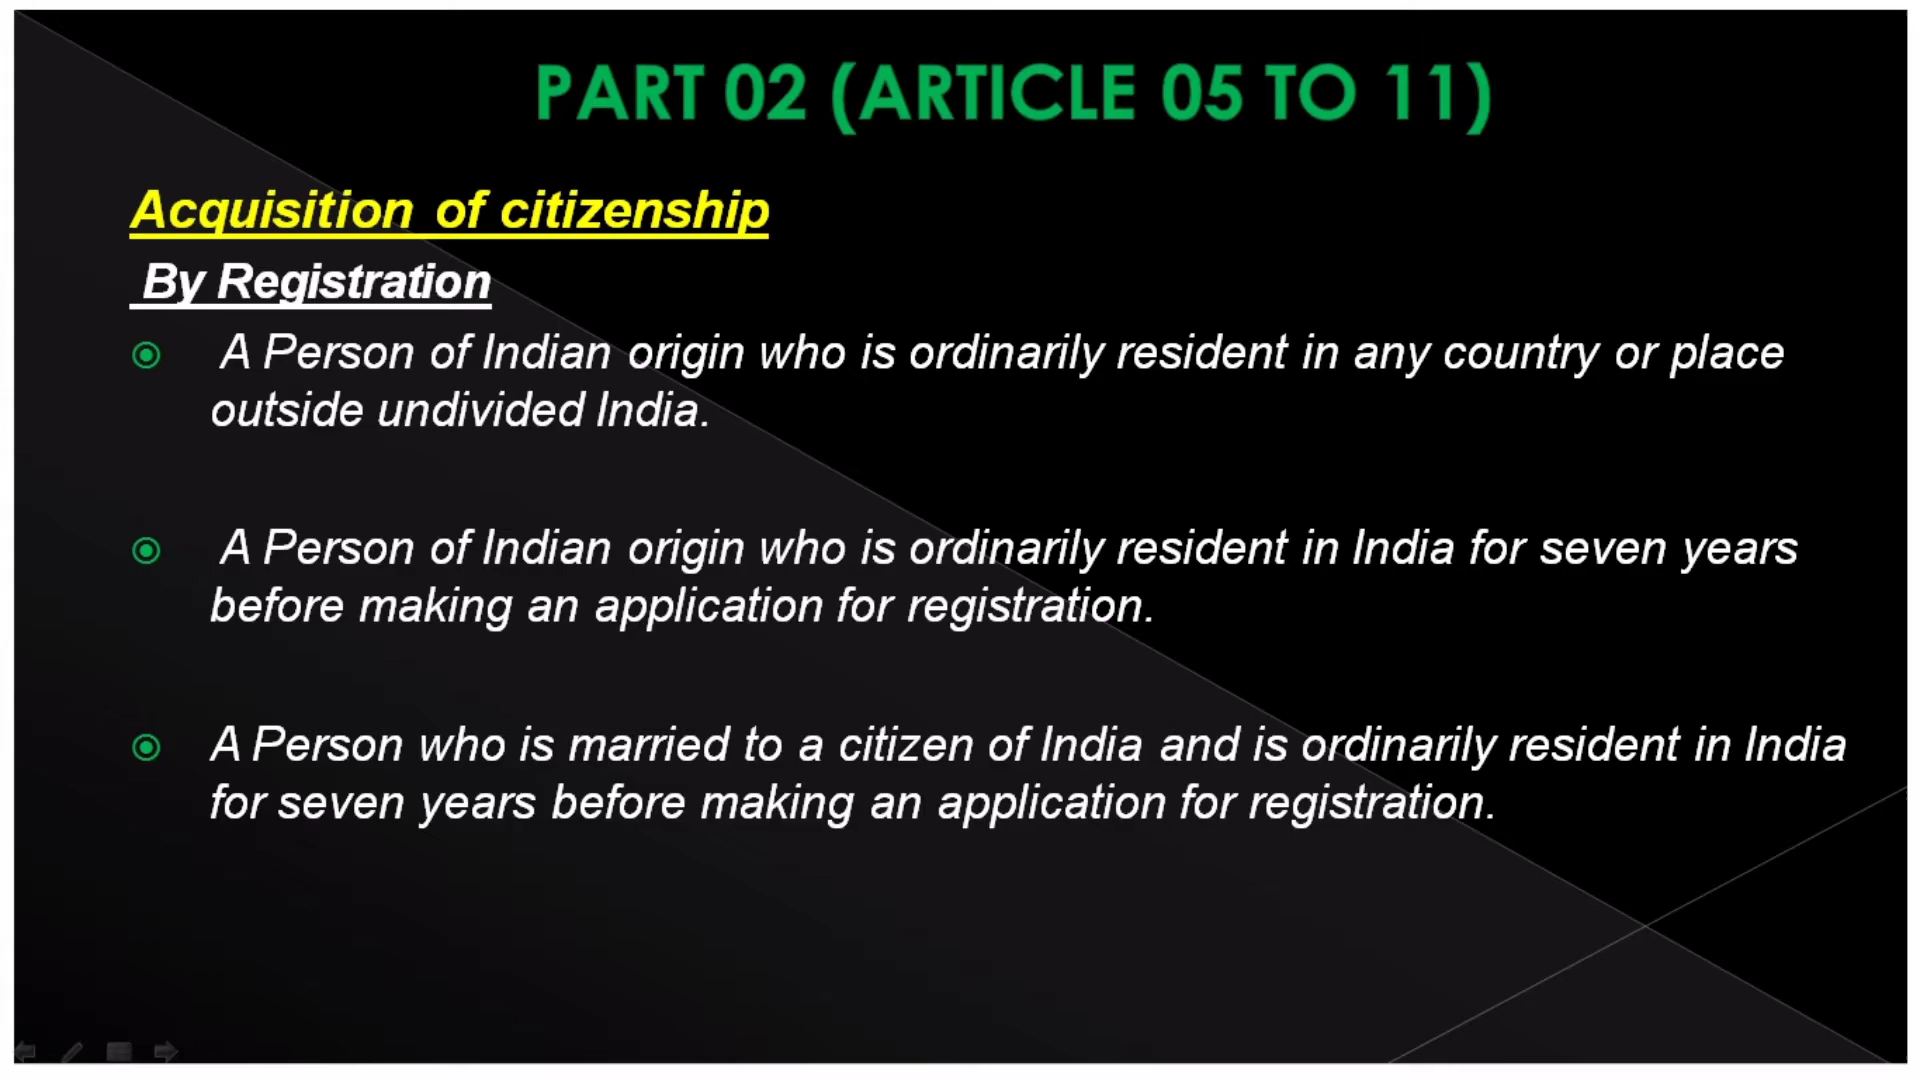 PART 02 (ARTICLE 05 TO 11)
Acquisition of citizenship
By Registration
A Person of Indian origin who is ordinarily resident in any country or place
outside undivided India.
A Person of Indian origin who is ordinarily resident in India for seven years
before making an application for registration.
A Person who is married to a citizen of India and is ordinarily resident in India
for seven years before making an application for registration.